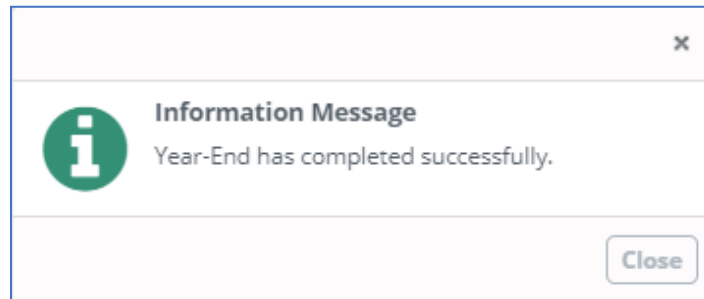 Information Message
Year-End has completed successfully.
Close